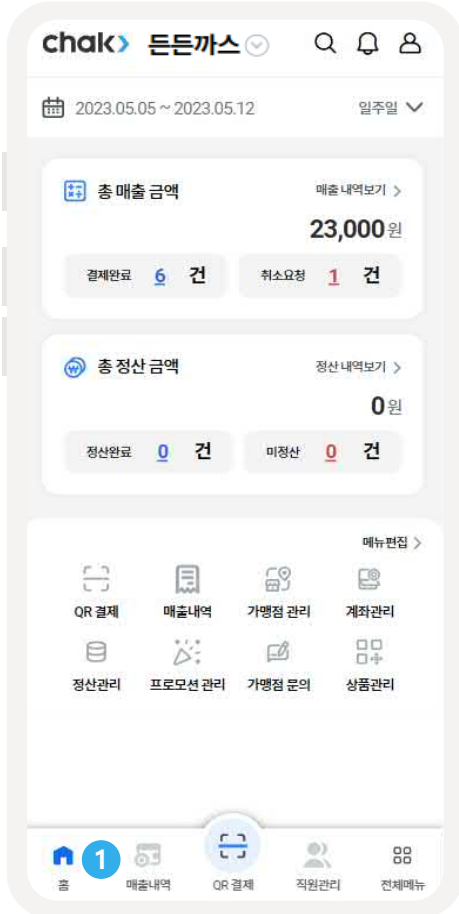 chak 든든까스
2023.05.05 ~ 2023.05.12 일주일
총 매출 금액 매출 내역보기 >
23,000원
결제완료 6 건 취소요청 1 건
총 정산 금액 정산 내역보기 >
0원
정산완료 0 건 미정산 0 건
메뉴편집 >
QR 결제 매출내역 가맹점 관리 계좌관리
정산관리 프로모션 관리 가맹점 문의 상품관리
1
홈 매출내역 QR 결제 직원관리 전체메뉴